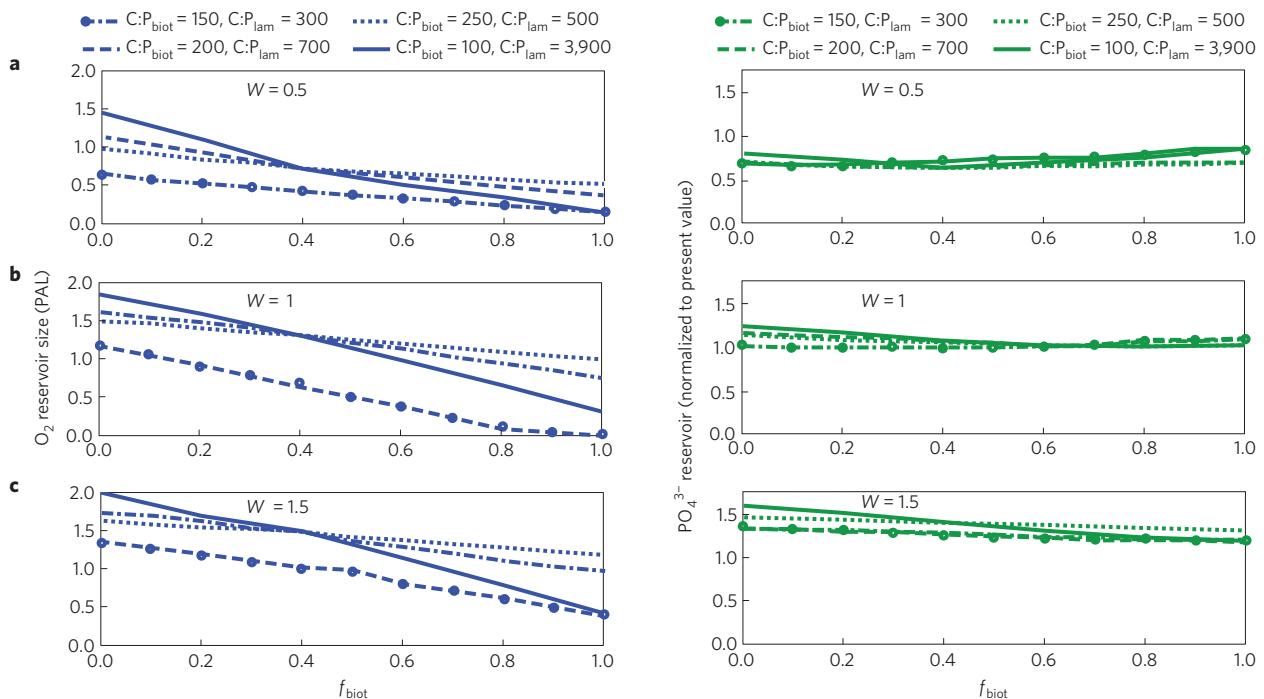 C:P_biot = 150, C:P_lam = 300
C:P_biot = 250, C:P_lam = 500
C:P_biot = 200, C:P_lam = 700
C:P_biot = 100, C:P_lam = 3,900
C:P_biot = 150, C:P_lam = 300
C:P_biot = 250, C:P_lam = 500
C:P_biot = 200, C:P_lam = 700
C:P_biot = 100, C:P_lam = 3,900
a
W = 0.5
2.0
1.5
1.0
0.5
0.0
0.0 0.2 0.4 0.6 0.8 1.0
W = 0.5
1.5
1.0
0.5
0.0
0.0 0.2 0.4 0.6 0.8 1.0
b
O₂ reservoir size (PAL)
W = 1
2.0
1.5
1.0
0.5
0.0
0.0 0.2 0.4 0.6 0.8 1.0
PO₄³⁻ reservoir (normalized to present value)
W = 1
1.5
1.0
0.5
0.0
0.0 0.2 0.4 0.6 0.8 1.0
c
W = 1.5
2.0
1.5
1.0
0.5
0.0
0.0 0.2 0.4 0.6 0.8 1.0
f_biot
W = 1.5
1.5
1.0
0.5
0.0
0.0 0.2 0.4 0.6 0.8 1.0
f_biot